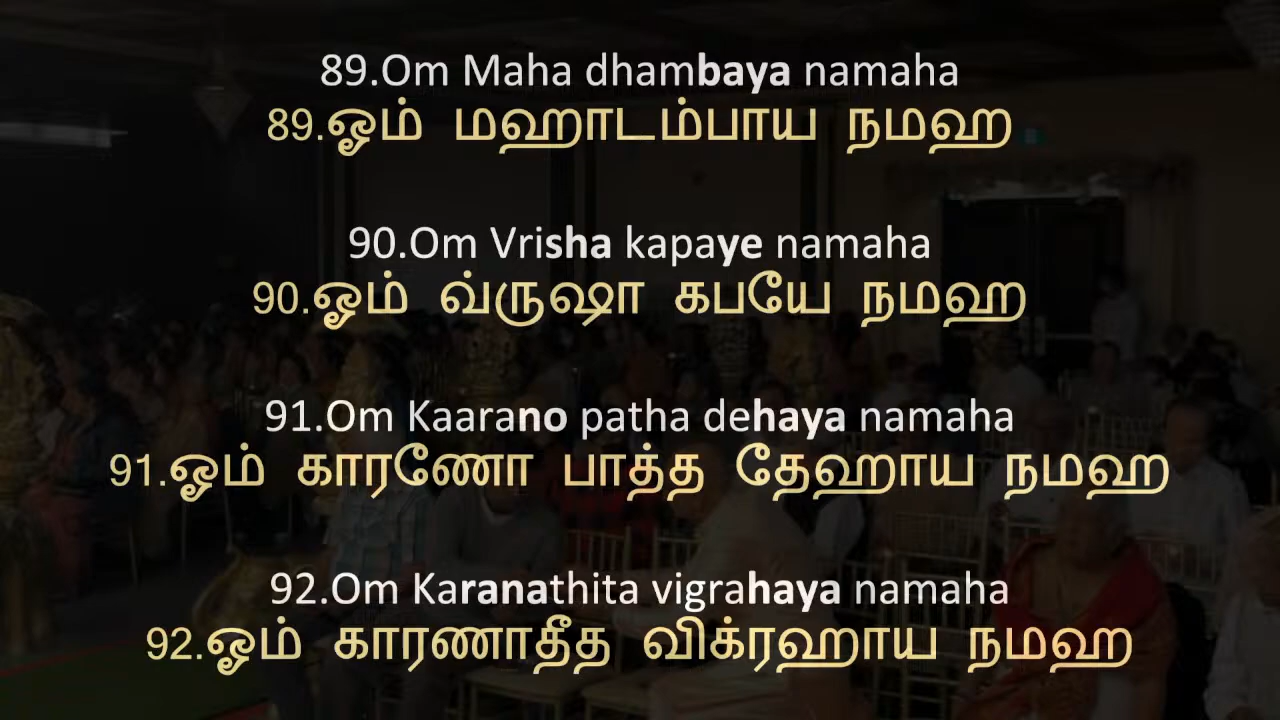 89.Om Maha dhambaya namaha
89.ஓம் மஹாடம்பாய நமஹ
90.Om Vrisha kapaye namaha
90.ஓம் வ்ருஷா கபயே நமஹ
91.Om Kaarano patha dehaya namaha
91.ஓம் காரணோ பாத்த தேஹாய நமஹ
92.Om Karanathita vigrahaya namaha
92.ஓம் காரணாதீத விக்ரஹாய நமஹ